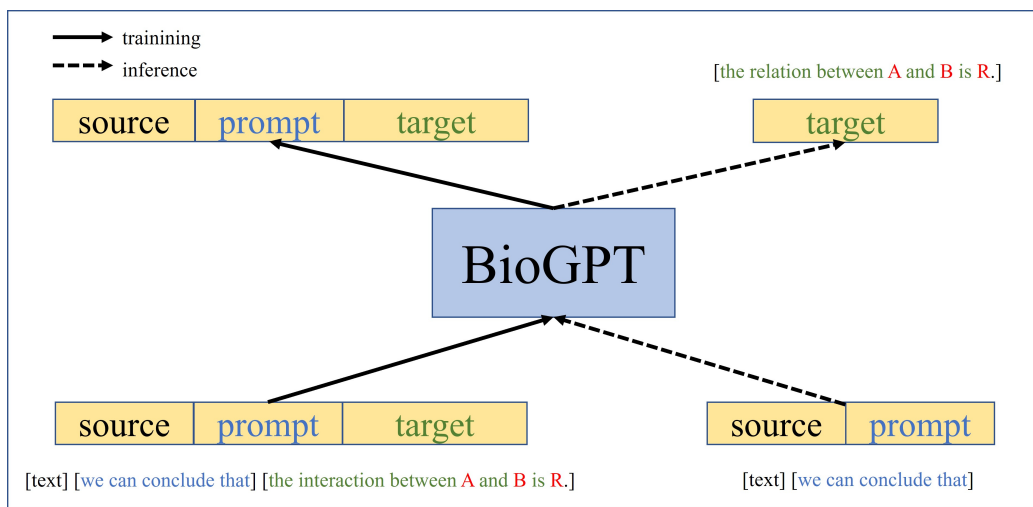 trainining
inference
[the relation between A and B is R.]
source prompt target
target
BioGPT
source prompt target
source prompt
[text] [we can conclude that] [the interaction between A and B is R.]
[text] [we can conclude that]